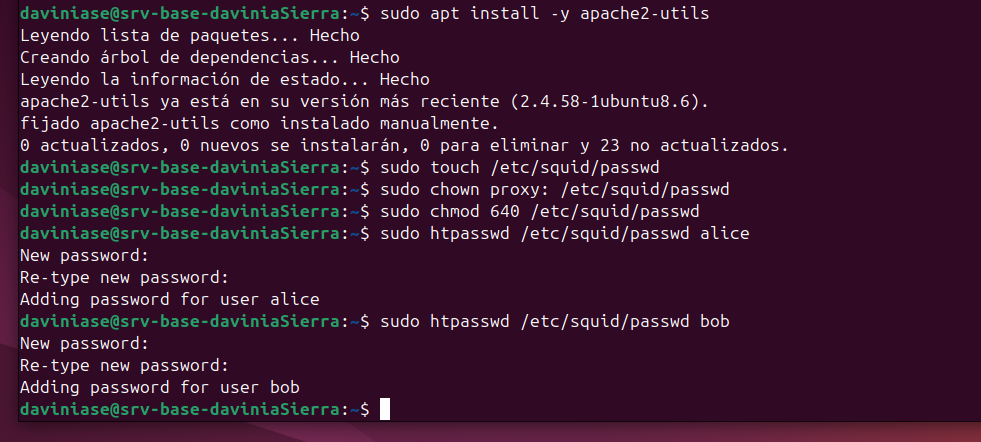 daviniase@srv-base-daviniaSierra:~$ sudo apt install -y apache2-utils
Leyendo lista de paquetes... Hecho
Creando árbol de dependencias... Hecho
Leyendo la información de estado... Hecho
apache2-utils ya está en su versión más reciente (2.4.58-1ubuntu8.6).
fijado apache2-utils como instalado manualmente.
0 actualizados, 0 nuevos se instalarán, 0 para eliminar y 23 no actualizados.
daviniase@srv-base-daviniaSierra:~$ sudo touch /etc/squid/passwd
daviniase@srv-base-daviniaSierra:~$ sudo chown proxy: /etc/squid/passwd
daviniase@srv-base-daviniaSierra:~$ sudo chmod 640 /etc/squid/passwd
daviniase@srv-base-daviniaSierra:~$ sudo htpasswd /etc/squid/passwd alice
New password:
Re-type new password:
Adding password for user alice
daviniase@srv-base-daviniaSierra:~$ sudo htpasswd /etc/squid/passwd bob
New password:
Re-type new password:
Adding password for user bob
daviniase@srv-base-daviniaSierra:~$